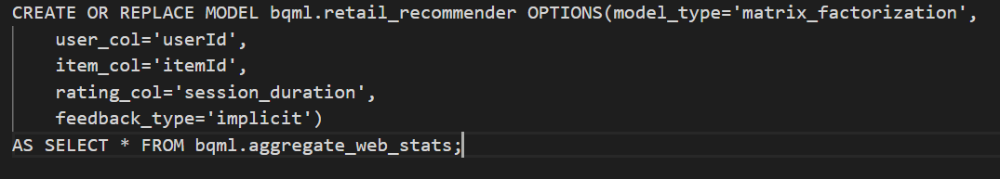 CREATE OR REPLACE MODEL bqml.retail_recommender OPTIONS(model_type='matrix_factorization',
    user_col='userId',
    item_col='itemId',
    rating_col='session_duration',
    feedback_type='implicit')
AS SELECT * FROM bqml.aggregate_web_stats;